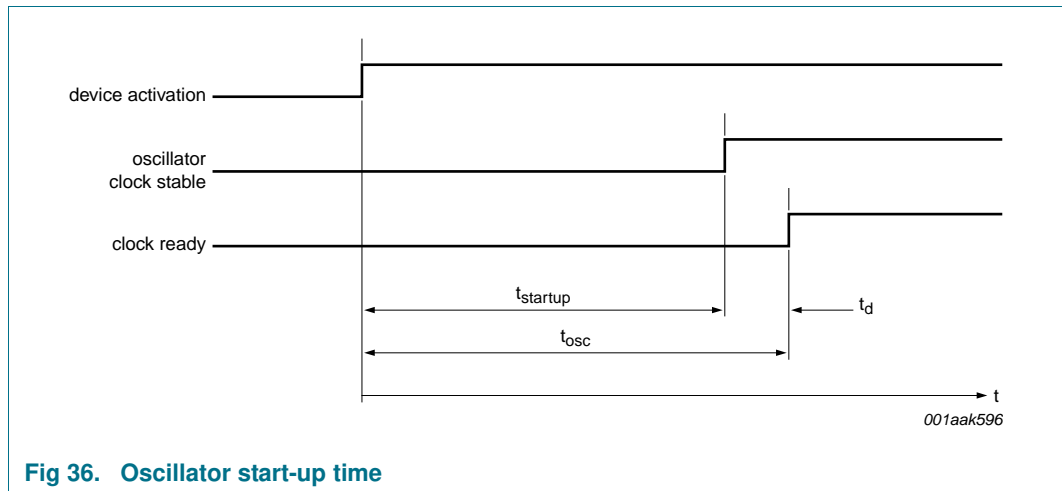 device activation
oscillator
clock stable
clock ready
tstartup
td
tosc
t
001aak596
Fig 36. Oscillator start-up time